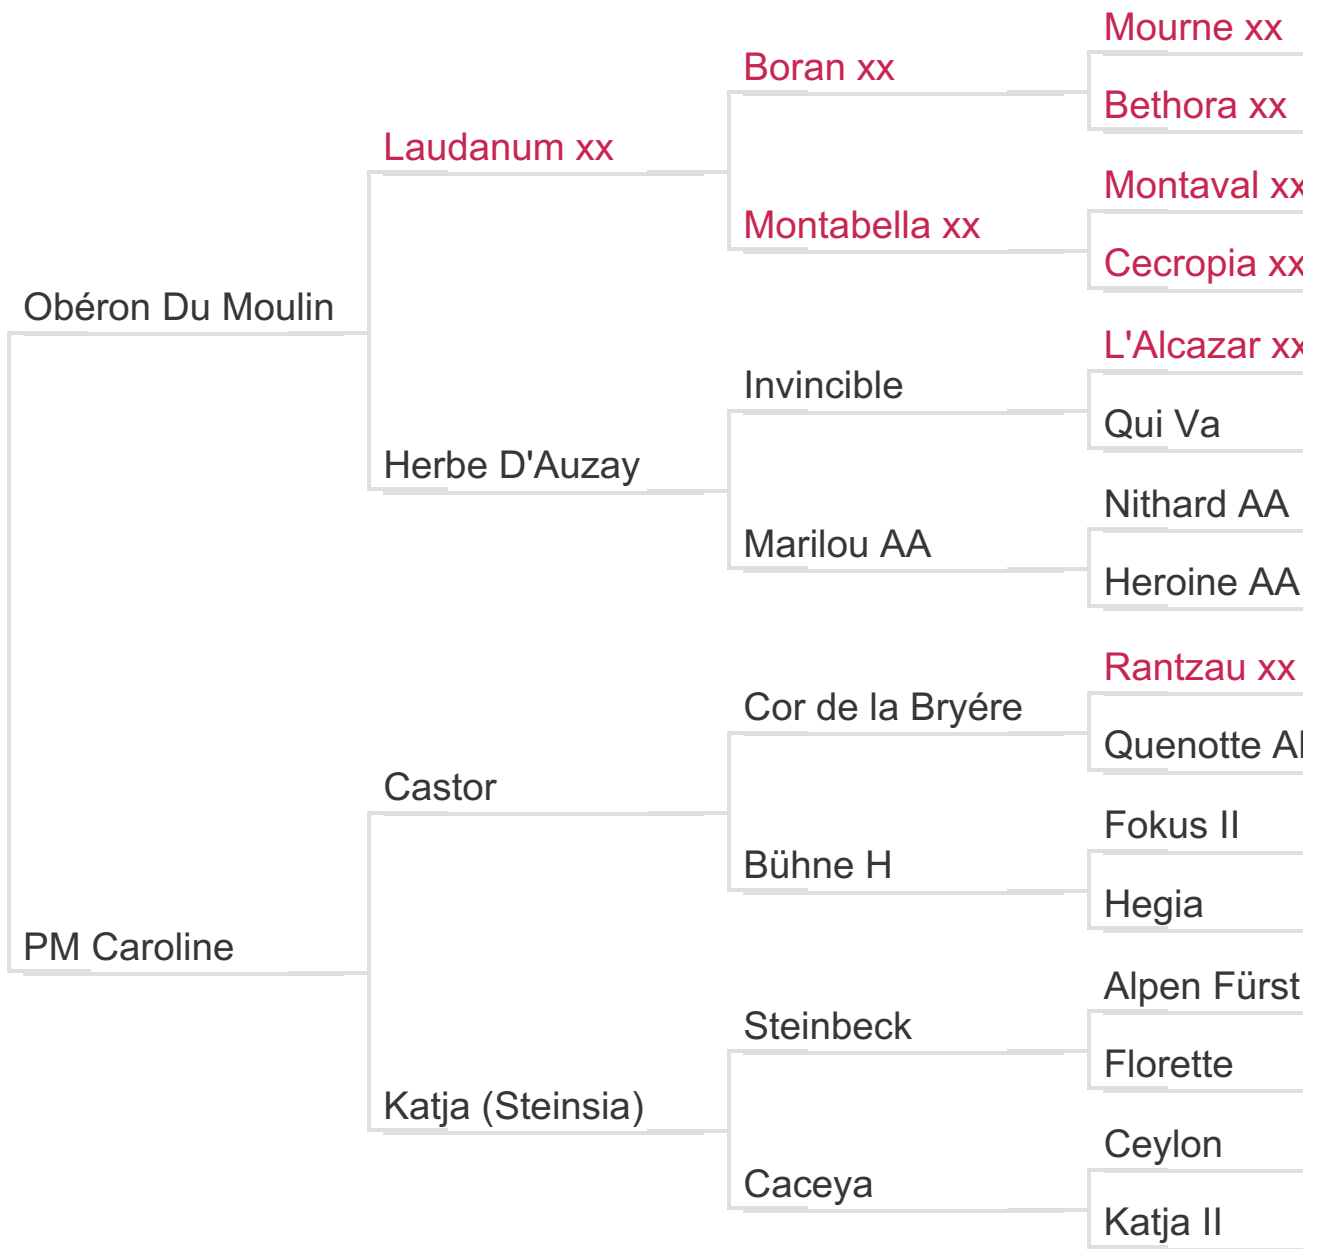 Mourne xx
Boran xx
Bethora xx
Laudanum xx
Montaval xx
Montabella xx
Cecropia xx
Obéron Du Moulin
L'Alcazar xx
Invincible
Qui Va
Herbe D'Auzay
Nithard AA
Marilou AA
Heroine AA
Rantzau xx
Cor de la Bryére
Quenotte
Castor
Fokus II
Bühne H
Hegia
PM Caroline
Alpen Fürst
Steinbeck
Florette
Katja (Steinsia)
Ceylon
Caceya
Katja II